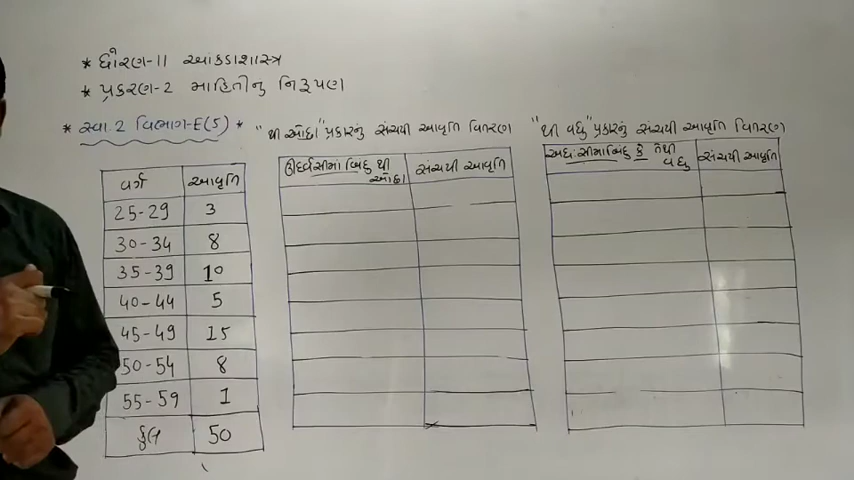 * ધોરણ-11 આંકડાશાસ્ત્ર
* પ્રકરણ-2 માહિતીનું નિરૂપણ
* સ્વા.2 વિભાગ-E(5) *
"થી ઓછા" પ્રકારનું સંચયી આવૃત્તિ વિતરણ
"થી વધુ" પ્રકારનું સંચયી આવૃત્તિ વિતરણ
વર્ગ આવૃત્તિ
25-29 3
30-34 8
35-39 10
40-44 5
45-49 15
50-54 8
55-59 1
કુલ 50
ઊર્ધ્વસીમા બિંદુ થી ઓછા
સંચયી આવૃત્તિ
અધઃસીમાબિંદુ કે તેથી વધુ
સંચયી આવૃત્તિ